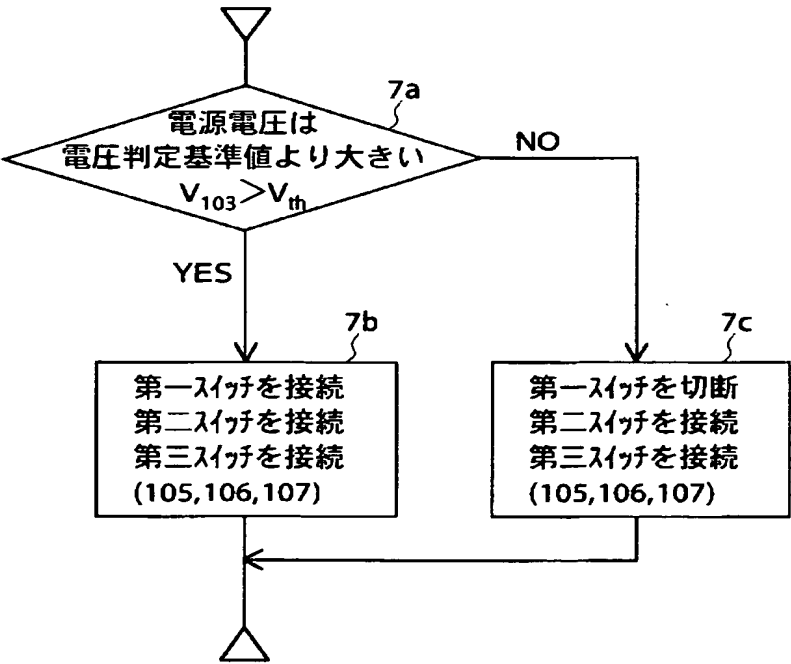 7a
電源電圧は
電圧判定基準値より大きい
V103>Vth
NO
YES
7b
第一スイッチを接続
第二スイッチを接続
第三スイッチを接続
(105,106,107)
7c
第一スイッチを切断
第二スイッチを接続
第三スイッチを接続
(105,106,107)